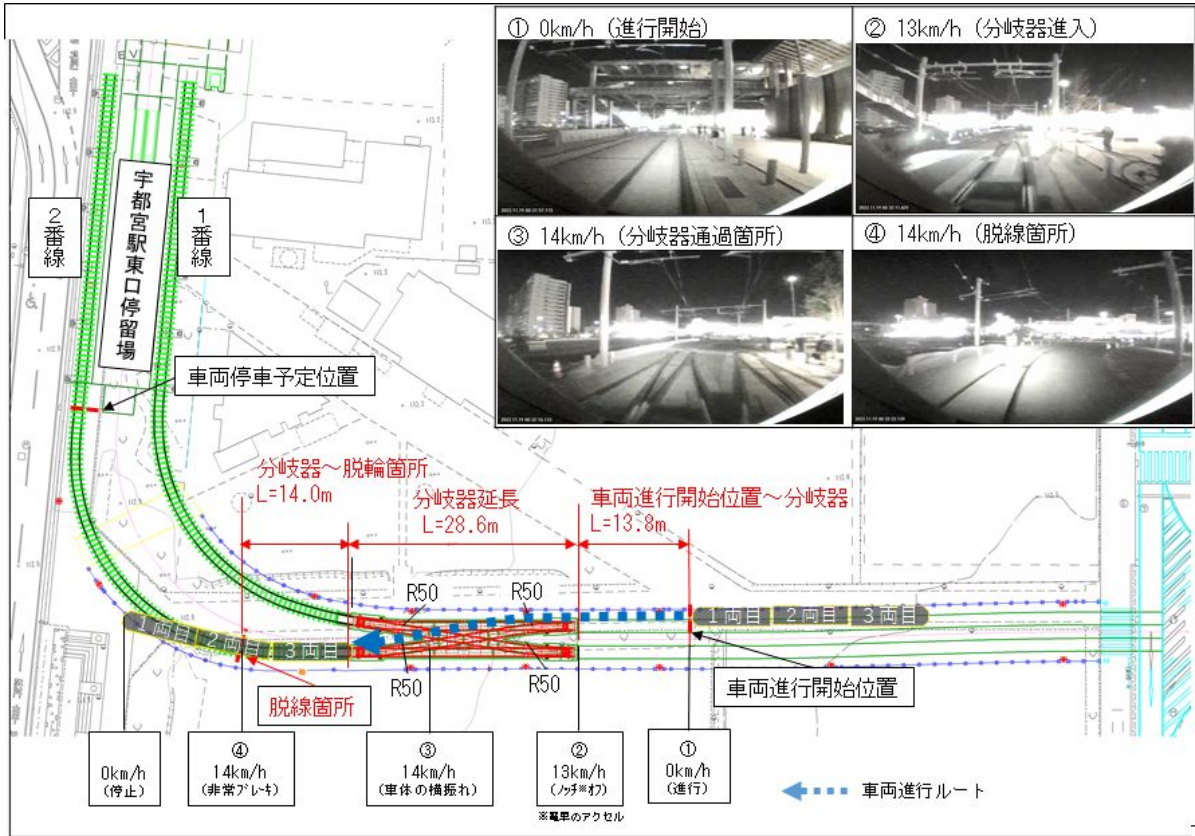 ① 0km/h (進行開始)
② 13km/h (分岐器進入)
③ 14km/h (分岐器通過箇所)
④ 14km/h (脱線箇所)
EV
2番線
宇都宮駅東口停留場
1番線
車両停車予定位置
分岐器～脱輪箇所
L=14.0m
分岐器延長
L=28.6m
車両進行開始位置～分岐器
L=13.8m
R50
R50
R50
R50
1両目 2両目 3両目
1両目 2両目 3両目
脱線箇所
車両進行開始位置
0km/h
(停止)
④
14km/h
(非常ブレーキ)
③
14km/h
(車体の横振れ)
②
13km/h
(ノッチ※オフ)
※電車のアクセル
①
0km/h
(進行)
車両進行ルート